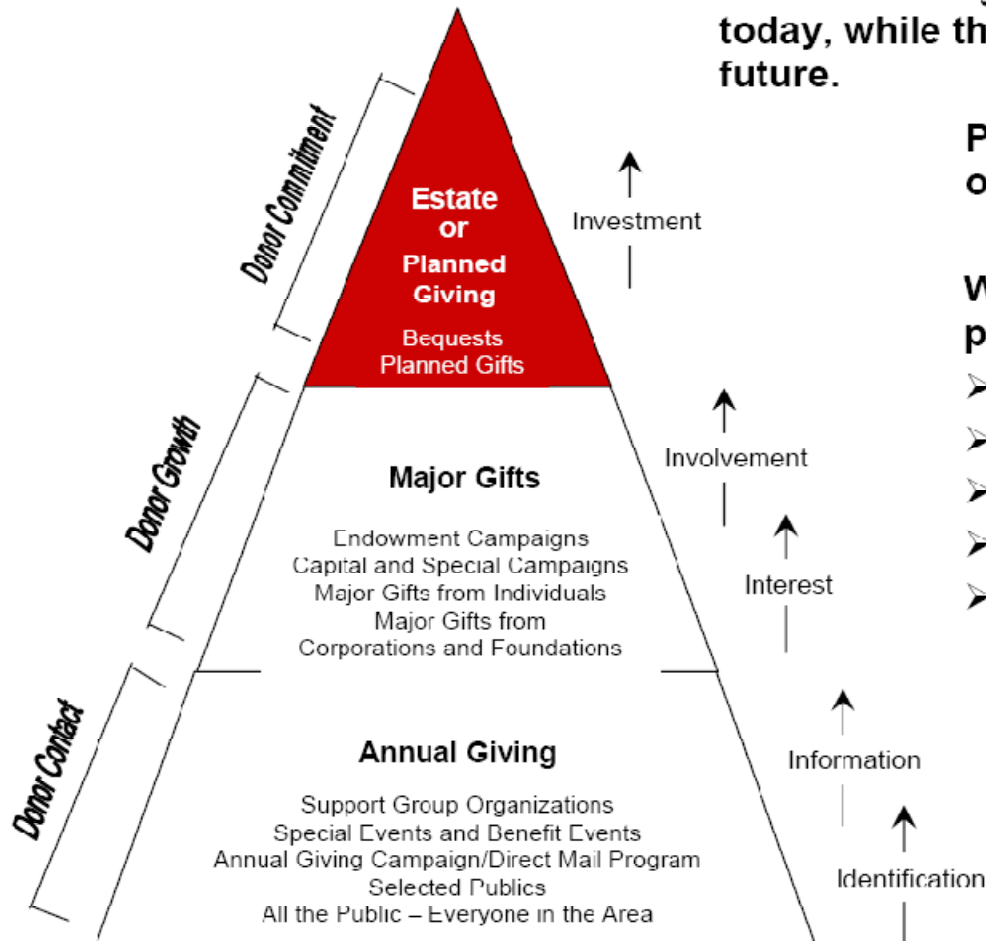 today, while th
future.
P
o
W
p
Donor Commitment
Estate
or
Planned
Giving
Bequests
Planned Gifts
Investment
Donor Growth
Major Gifts
Endowment Campaigns
Capital and Special Campaigns
Major Gifts from Individuals
Major Gifts from
Corporations and Foundations
Involvement
Interest
Donor Contact
Annual Giving
Support Group Organizations
Special Events and Benefit Events
Annual Giving Campaign/Direct Mail Program
Selected Publics
All the Public – Everyone in the Area
Information
Identification